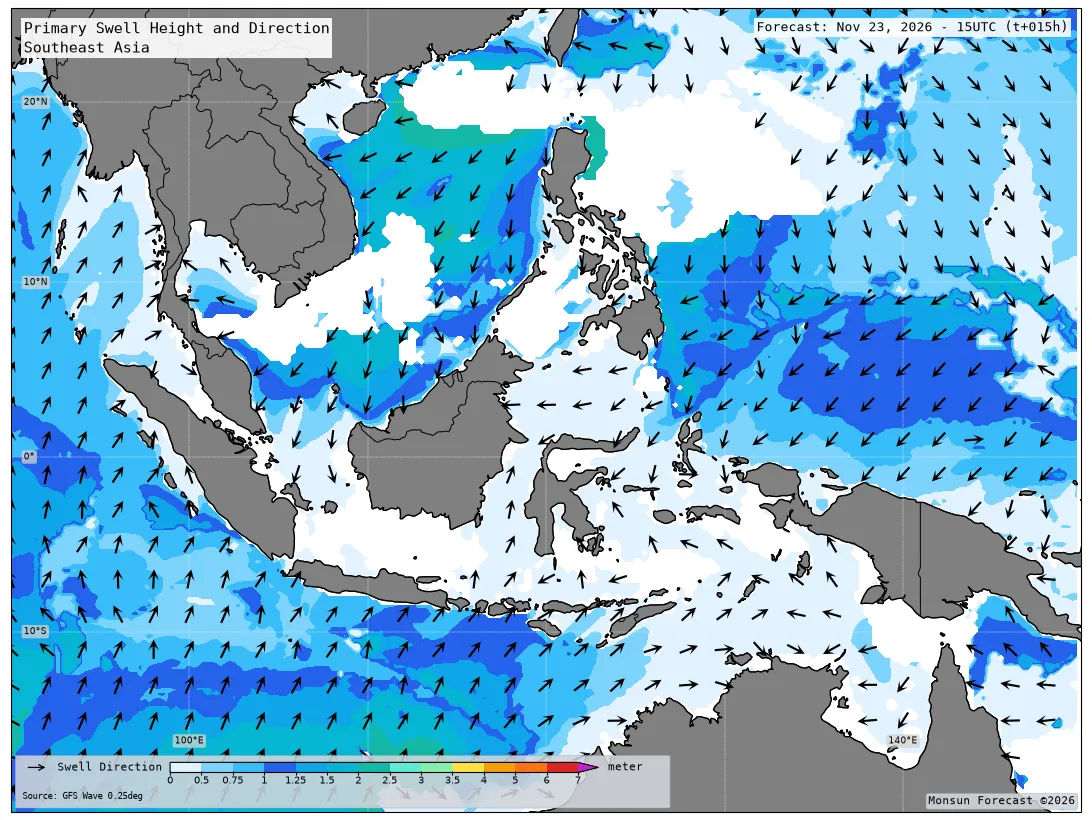 Primary Swell Height and Direction
Southeast Asia
Forecast: Nov 23, 2026 - 15UTC (t+015h)
20°N
10°N
0°
10°S
100°E
140°E
Swell Direction
0 0.5 0.75 1 1.25 1.5 2 2.5 3 3.5 4 5 6 7
meter
Source: GFS Wave 0.25deg
Monsun Forecast ©2026